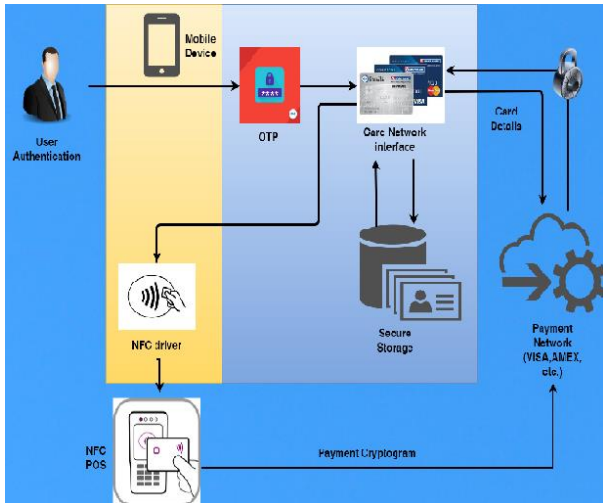 Mobile
Device
User
Authentication
OTP
****
Card Network
interface
Card
Details
NFC driver
Secure
Storage
Payment
Network
(VISA,AMEX,
etc.)
NFC
POS
Payment Cryptogram